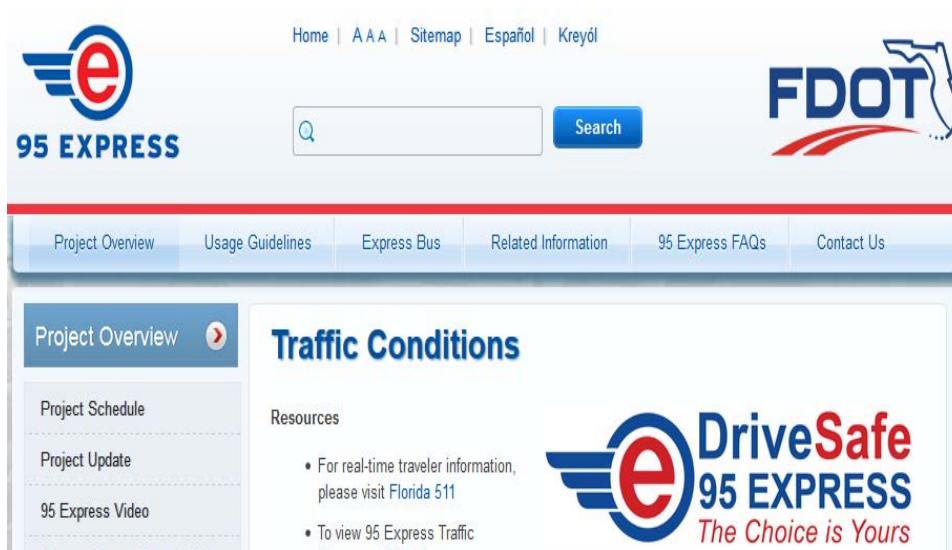 Home | A A A | Sitemap | Español | Kreyól
e
95 EXPRESS
Search
FDOT
Project Overview
Usage Guidelines
Express Bus
Related Information
95 Express FAQs
Contact Us
Project Overview
Project Schedule
Project Update
95 Express Video
Traffic Conditions
Resources
• For real-time traveler information,
please visit Florida 511
• To view 95 Express Traffic
e
DriveSafe
95 EXPRESS
The Choice is Yours